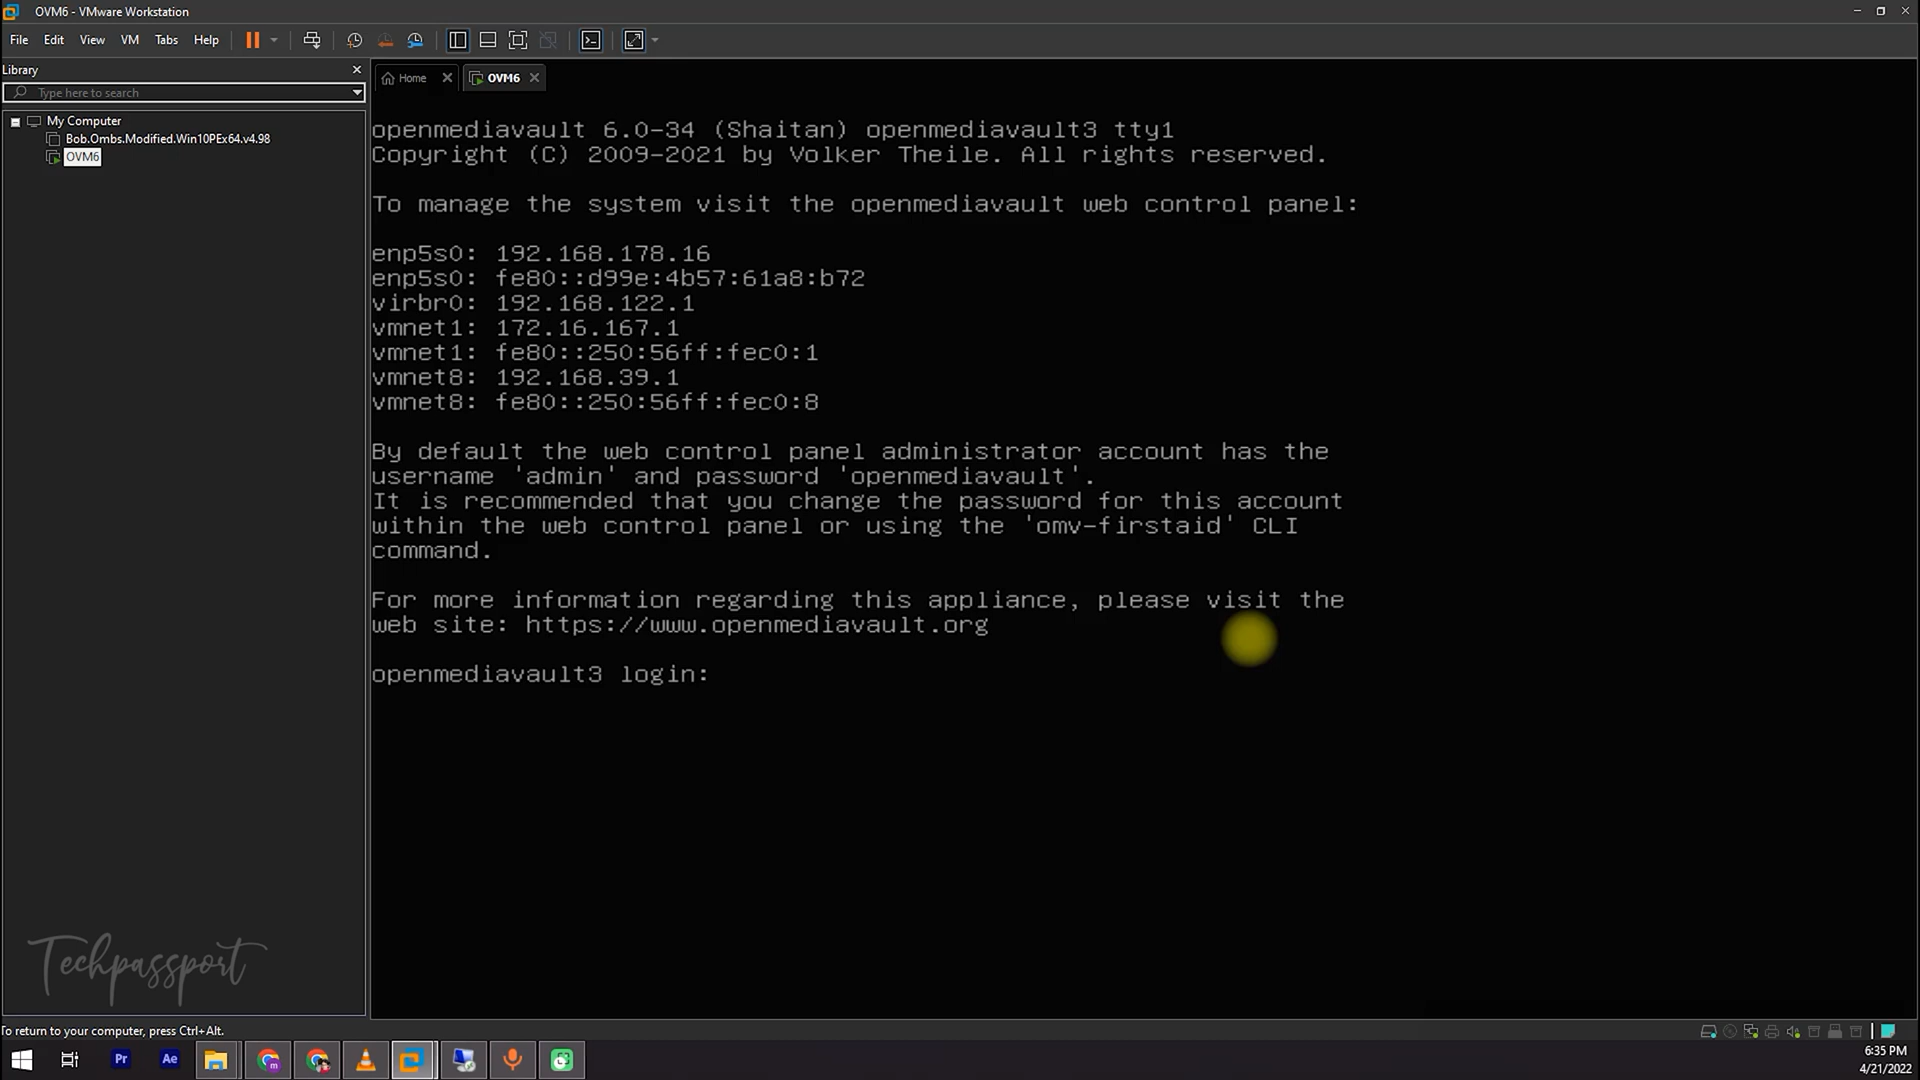 OVM6 - VMware Workstation
File Edit View VM Tabs Help
Library
Type here to search
My Computer
Bob.Ombs.Modified.Win10PEx64.v4.98
OVM6
Home
OVM6
openmediavault 6.0-34 (Shaitan) openmediavault3 tty1
Copyright (C) 2009-2021 by Volker Theile. All rights reserved.
To manage the system visit the openmediavault web control panel:
enp5s0: 192.168.178.16
enp5s0: fe80::d99e:4b57:61a8:b72
virbr0: 192.168.122.1
vmnet1: 172.16.167.1
vmnet1: fe80::250:56ff:fec0:1
vmnet8: 192.168.39.1
vmnet8: fe80::250:56ff:fec0:8
By default the web control panel administrator account has the
username 'admin' and password 'openmediavault'.
It is recommended that you change the password for this account
within the web control panel or using the 'omv-firstaid' CLI
command.
For more information regarding this appliance, please visit the
web site: https://www.openmediavault.org
openmediavault3 login:
Techpassport
To return to your computer, press Ctrl+Alt.
Pr
Ae
m
6:35 PM
4/21/2022